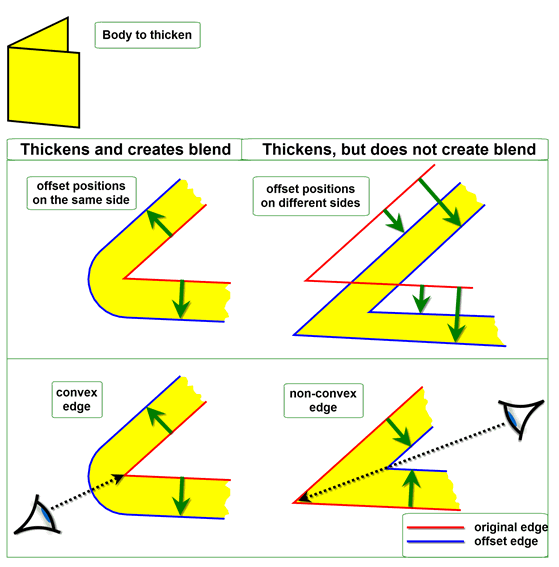 Body to thicken
Thickens and creates blend
Thickens, but does not create blend
offset positions
on the same side
offset positions
on different sides
convex
edge
non-convex
edge
original edge
offset edge